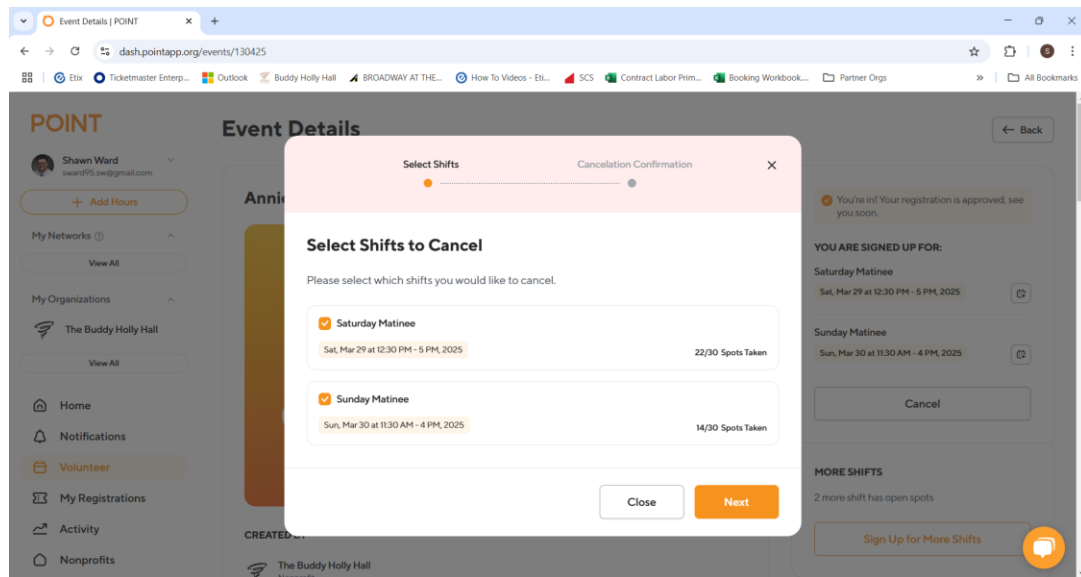 Event Details | POINT
dash.pointapp.org/events/130425
S
Etix
Ticketmaster Enterp...
Outlook
Buddy Holly Hall
BROADWAY AT THE...
How To Videos - Eti...
SCS
Contract Labor Prim...
Booking Workbook....
Partner Orgs
All Bookmarks
POINT
Shawn Ward
sward95.sw@gmail.com
+ Add Hours
My Networks
View All
My Organizations
The Buddy Holly Hall
View All
Home
Notifications
Volunteer
My Registrations
Activity
Nonprofits
Event Details
← Back
Annie
CREATED BY
The Buddy Holly Hall
Nonprofit
Select Shifts
Cancelation Confirmation
Select Shifts to Cancel
Please select which shifts you would like to cancel.
Saturday Matinee
Sat, Mar 29 at 12:30 PM - 5 PM, 2025
22/30 Spots Taken
Sunday Matinee
Sun, Mar 30 at 11:30 AM - 4 PM, 2025
14/30 Spots Taken
Close
Next
You're in! Your registration is approved, see
you soon.
YOU ARE SIGNED UP FOR:
Saturday Matinee
Sat, Mar 29 at 12:30 PM - 5 PM, 2025
Sunday Matinee
Sun, Mar 30 at 11:30 AM - 4 PM, 2025
Cancel
MORE SHIFTS
2 more shift has open spots
Sign Up for More Shifts